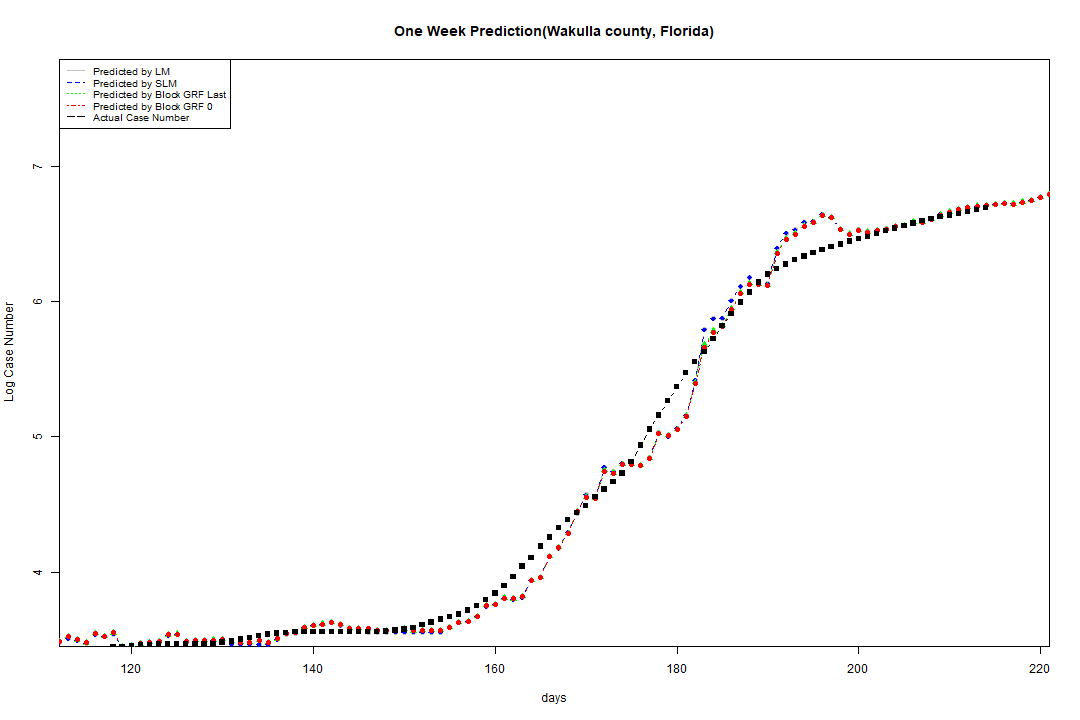 One Week Prediction(Wakulla county, Florida)
Predicted by LM
Predicted by SLM
Predicted by Block GRF Last
Predicted by Block GRF 0
Actual Case Number
7
6
5
4
Log Case Number
120
140
160
180
200
220
days